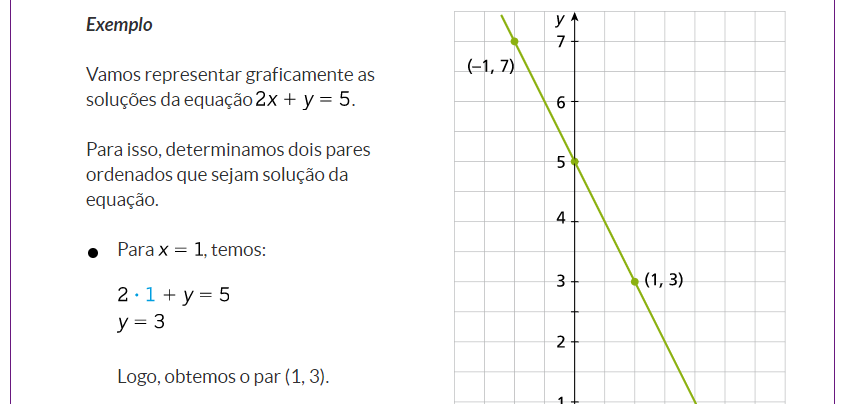 Exemplo
Vamos representar graficamente as
soluções da equação 2x + y = 5.
Para isso, determinamos dois pares
ordenados que sejam solução da
equação.
● Para x = 1, temos:
2 · 1 + y = 5
y = 3
Logo, obtemos o par (1, 3).
y
7
(–1, 7)
6
5
4
3
(1, 3)
2
1